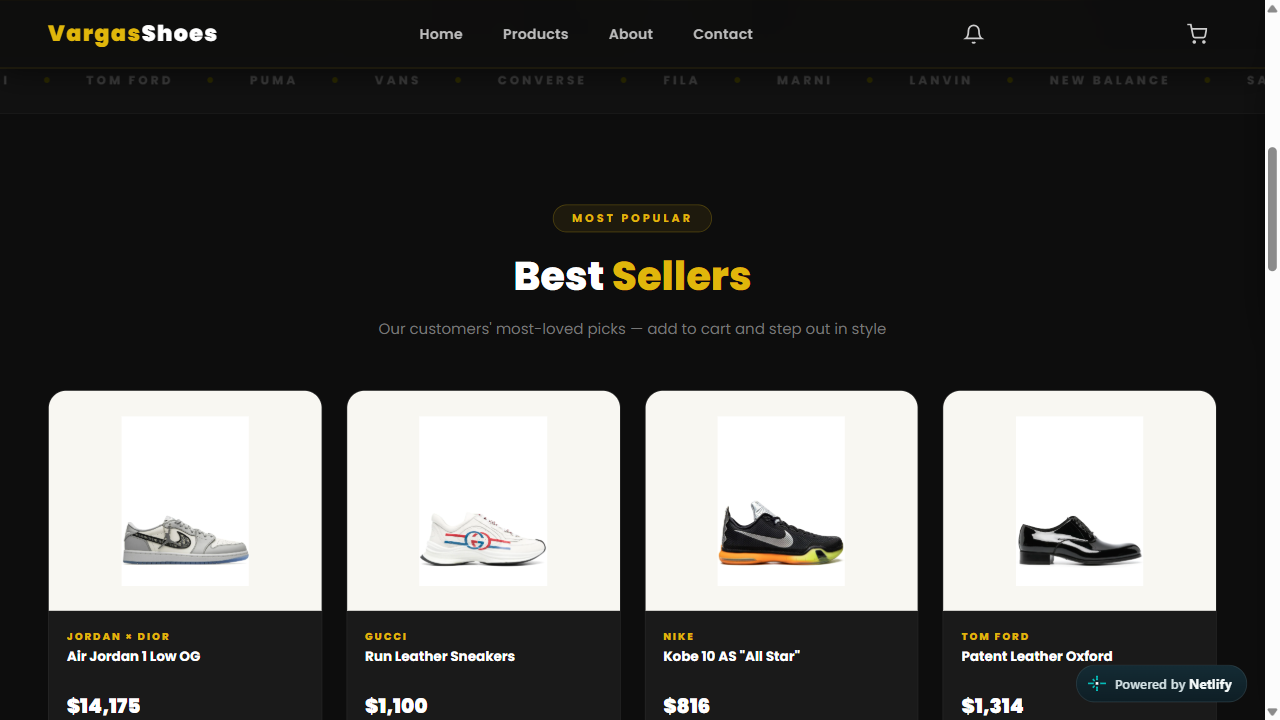 VargasShoes Home Products About Contact
TOM FORD PUMA VANS CONVERSE FILA MARNI LANVIN NEW BALANCE SA
MOST POPULAR
Best Sellers
Our customers' most-loved picks — add to cart and step out in style
JORDAN × DIOR
Air Jordan 1 Low OG
$14,175
GUCCI
Run Leather Sneakers
$1,100
NIKE
Kobe 10 AS "All Star"
$816
TOM FORD
Patent Leather Oxford
$1,314
Powered by Netlify